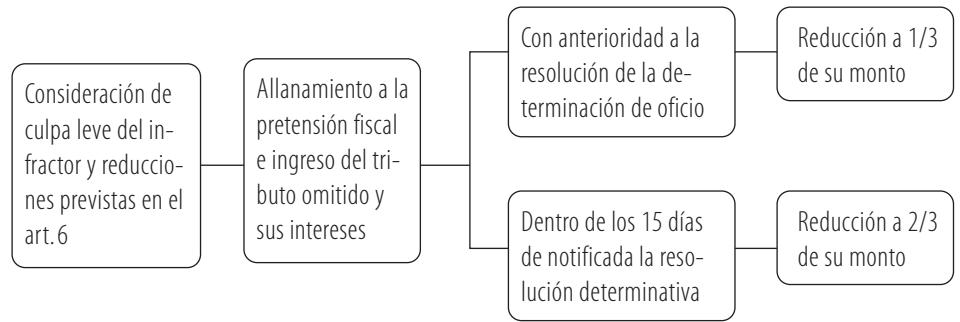 Consideración de
culpa leve del in-
fractor y reduccio-
nes previstas en el
art. 6
Allanamiento a la
pretensión fiscal
e ingreso del tri-
buto omitido y
sus intereses
Con anterioridad a la
resolución de la de-
terminación de oficio
Reducción a 1/3
de su monto
Dentro de los 15 días
de notificada la reso-
lución determinativa
Reducción a 2/3
de su monto